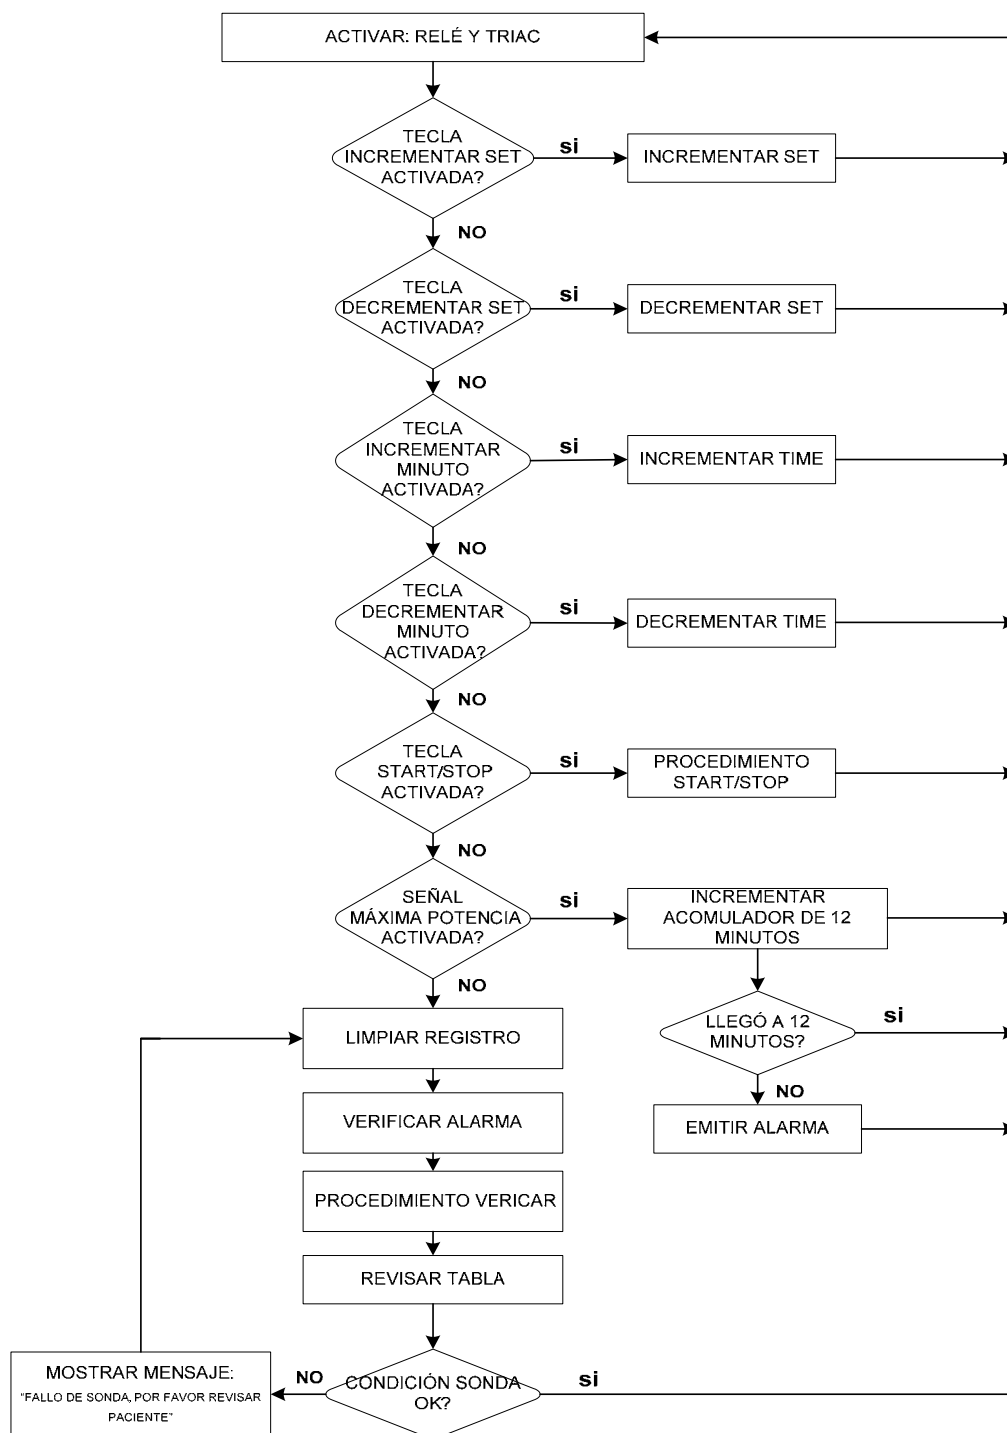 ACTIVAR: RELÉ Y TRIAC
TECLA
INCREMENTAR SET
ACTIVADA?
si
INCREMENTAR SET
NO
TECLA
DECREMENTAR SET
ACTIVADA?
si
DECREMENTAR SET
NO
TECLA
INCREMENTAR
MINUTO
ACTIVADA?
si
INCREMENTAR TIME
NO
TECLA
DECREMENTAR
MINUTO
ACTIVADA?
si
DECREMENTAR TIME
NO
TECLA
START/STOP
ACTIVADA?
si
PROCEDIMIENTO
START/STOP
NO
SEÑAL
MÁXIMA POTENCIA
ACTIVADA?
si
INCREMENTAR
ACOMULADOR DE 12
MINUTOS
NO
LLEGÓ A 12
MINUTOS?
si
NO
EMITIR ALARMA
LIMPIAR REGISTRO
VERIFICAR ALARMA
PROCEDIMIENTO VERICAR
REVISAR TABLA
CONDICIÓN SONDA
OK?
si
NO
MOSTRAR MENSAJE:
"FALLO DE SONDA, POR FAVOR REVISAR
PACIENTE"